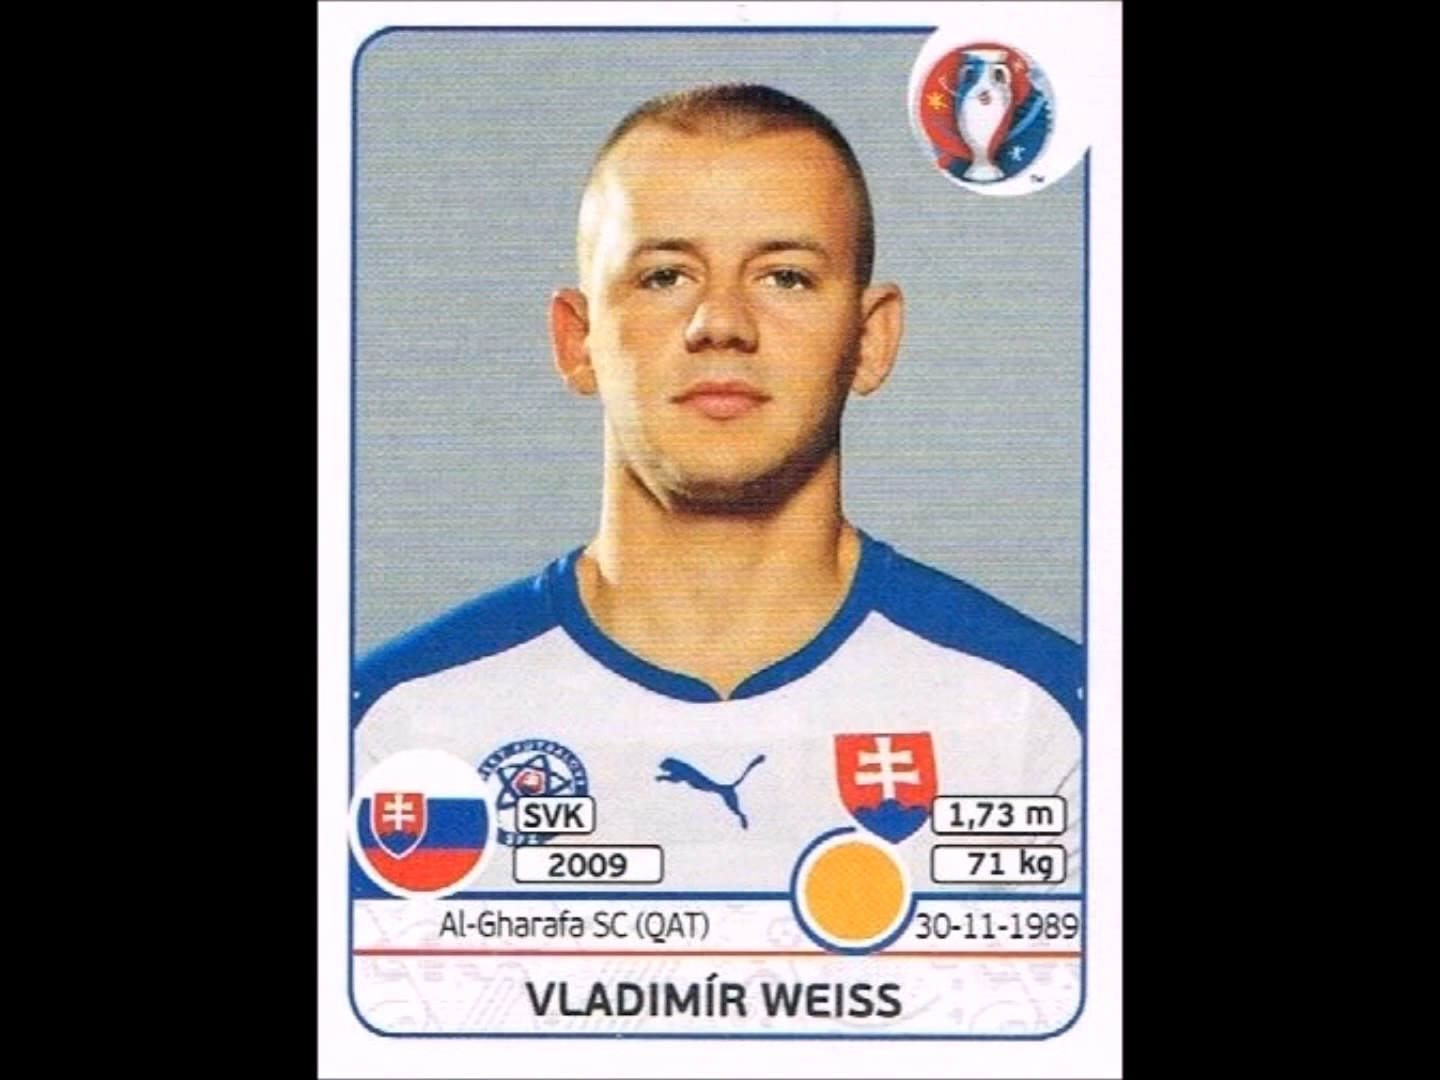 SVK
1,73 m
2009
71 kg
Al-Gharafa SC (QAT)
30-11-1989
VLADIMÍR WEISS